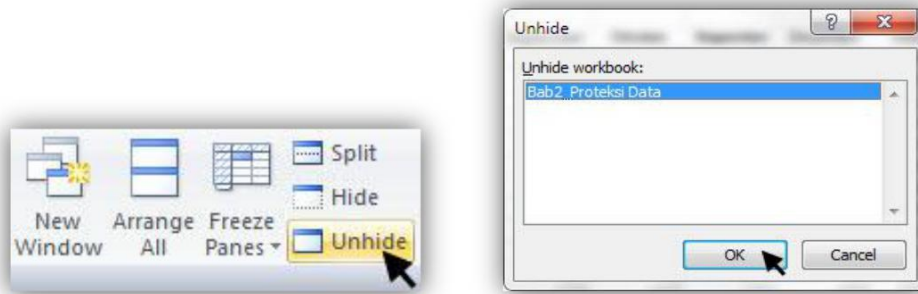 New Window
Arrange All
Freeze Panes
Split
Hide
Unhide
Unhide
Unhide workbook:
Bab2_Proteksi Data
OK
Cancel